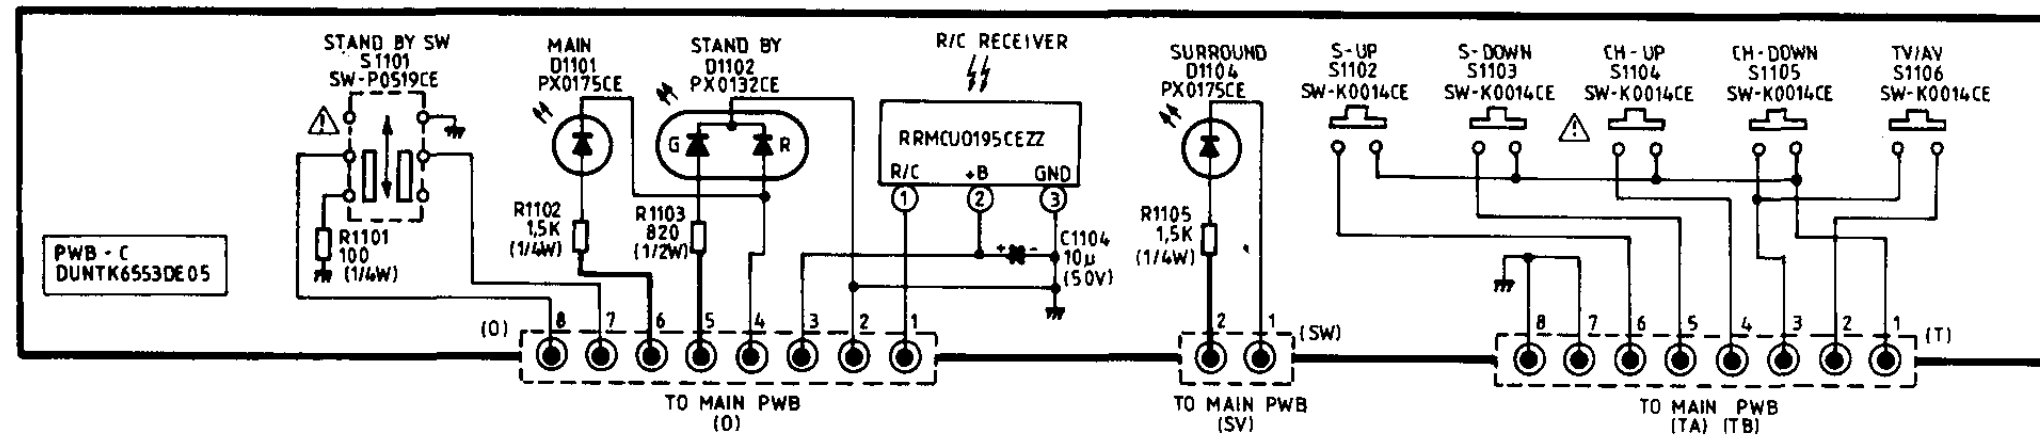 STAND BY SW
S1101
SW-P0519CE
MAIN
D1101
PX0175CE
STAND BY
D1102
PX0132CE
G
R
R/C RECEIVER
RRMCU0195CEZZ
R/C
+B
GND
1
2
3
SURROUND
D1104
PX0175CE
S-UP
S1102
SW-K0014CE
S-DOWN
S1103
SW-K0014CE
CH-UP
S1104
SW-K0014CE
CH-DOWN
S1105
SW-K0014CE
TV/AV
S1106
SW-K0014CE
!
!
R1101
100
(1/4W)
R1102
1,5K
(1/4W)
R1103
820
(1/2W)
+ -
C1104
10µ
(50V)
R1105
1,5K
(1/4W)
PWB - C
DUNTK6553DE05
(O)
8 7 6 5 4 3 2 1
TO MAIN PWB
(O)
2 1
(SW)
TO MAIN PWB
(SV)
8 7 6 5 4 3 2 1
(T)
TO MAIN PWB
(TA) (TB)